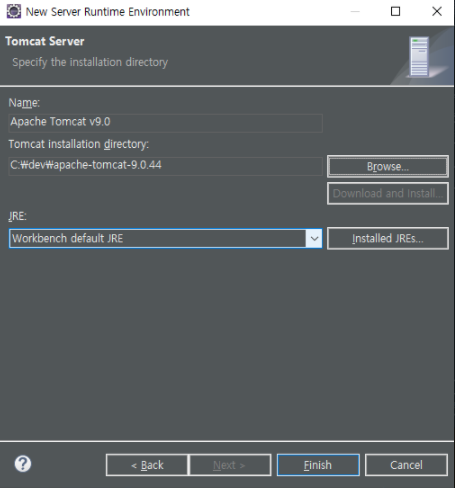 New Server Runtime Environment
Tomcat Server
Specify the installation directory
Name:
Apache Tomcat v9.0
Tomcat installation directory:
C:₩dev₩apache-tomcat-9.0.44
Browse...
Download and Install...
JRE:
Workbench default JRE
Installed JREs...
?
< Back
Next >
Finish
Cancel